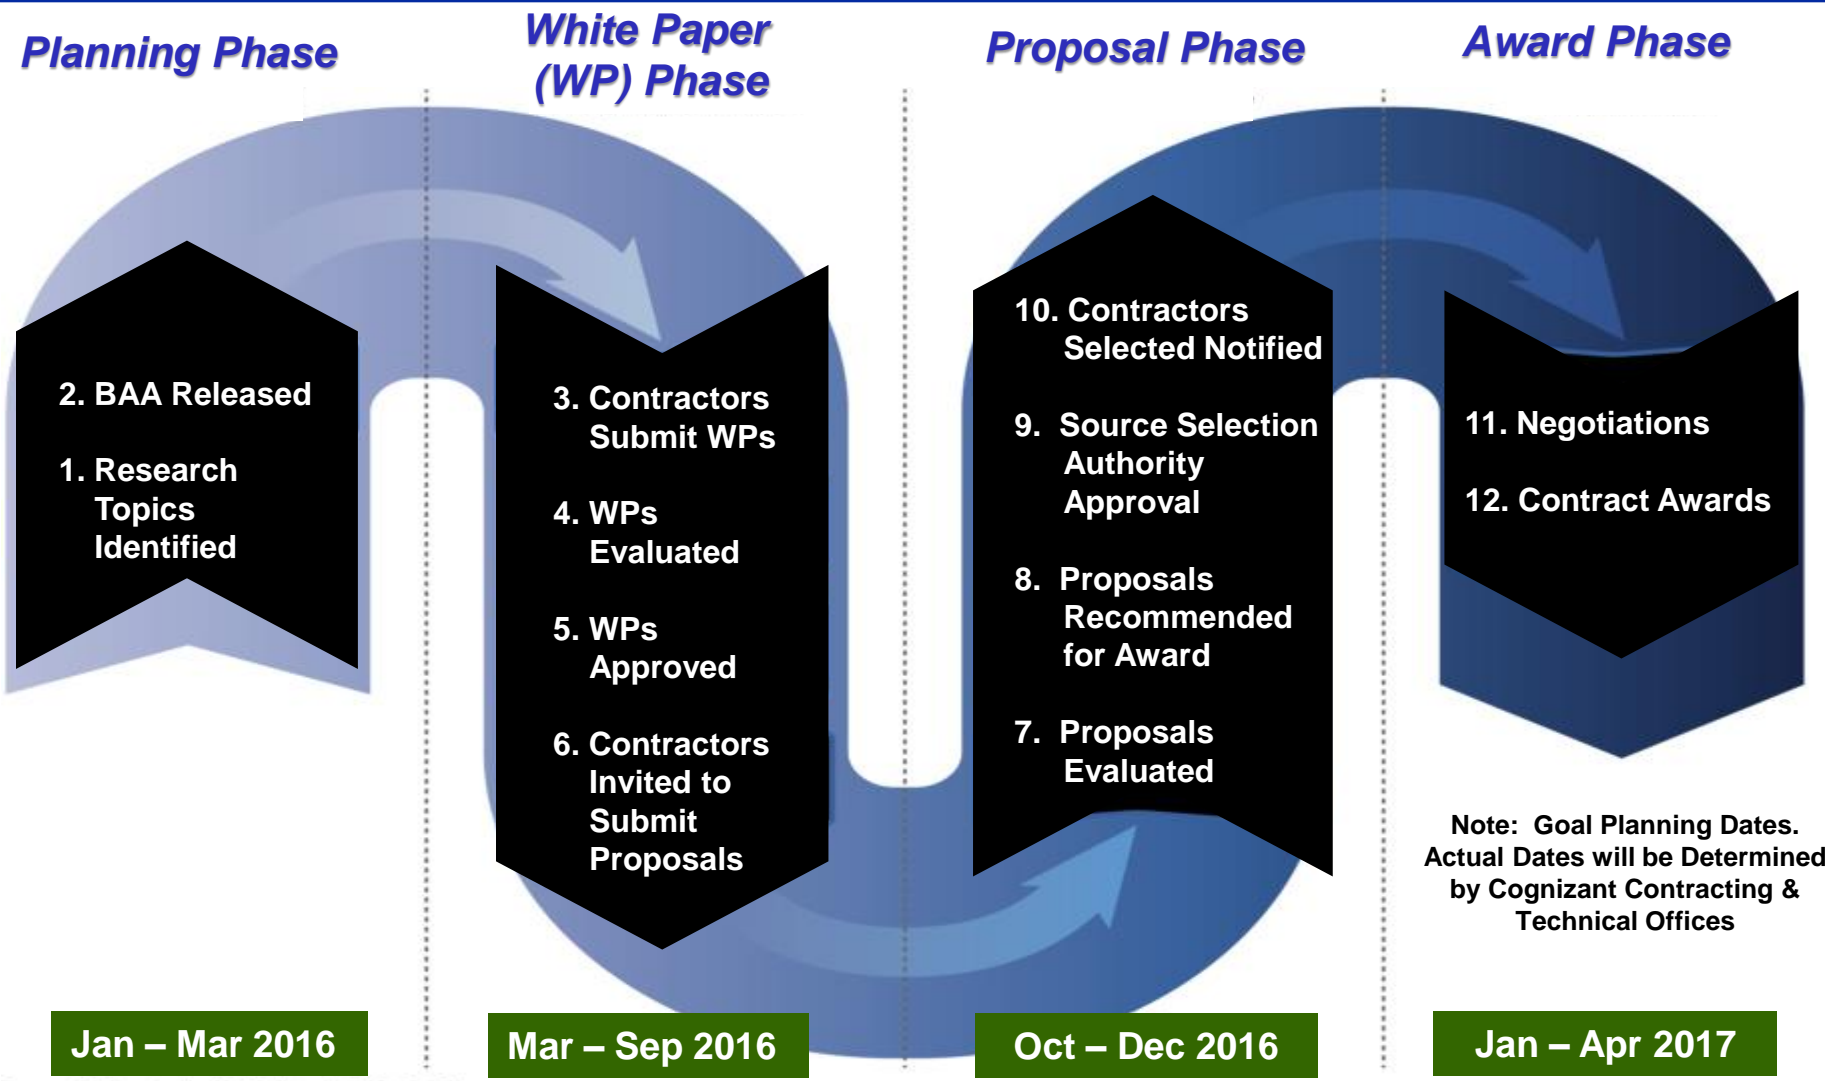 Planning Phase
White Paper
(WP) Phase
Proposal Phase
Award Phase
2. BAA Released
1. Research
Topics
Identified
3. Contractors
Submit WPs
4. WPs
Evaluated
5. WPs
Approved
6. Contractors
Invited to
Submit
Proposals
10. Contractors
Selected Notified
9. Source Selection
Authority
Approval
8. Proposals
Recommended
for Award
7. Proposals
Evaluated
11. Negotiations
12. Contract Awards
Note: Goal Planning Dates.
Actual Dates will be Determined
by Cognizant Contracting &
Technical Offices
Jan – Mar 2016
Mar – Sep 2016
Oct – Dec 2016
Jan – Apr 2017